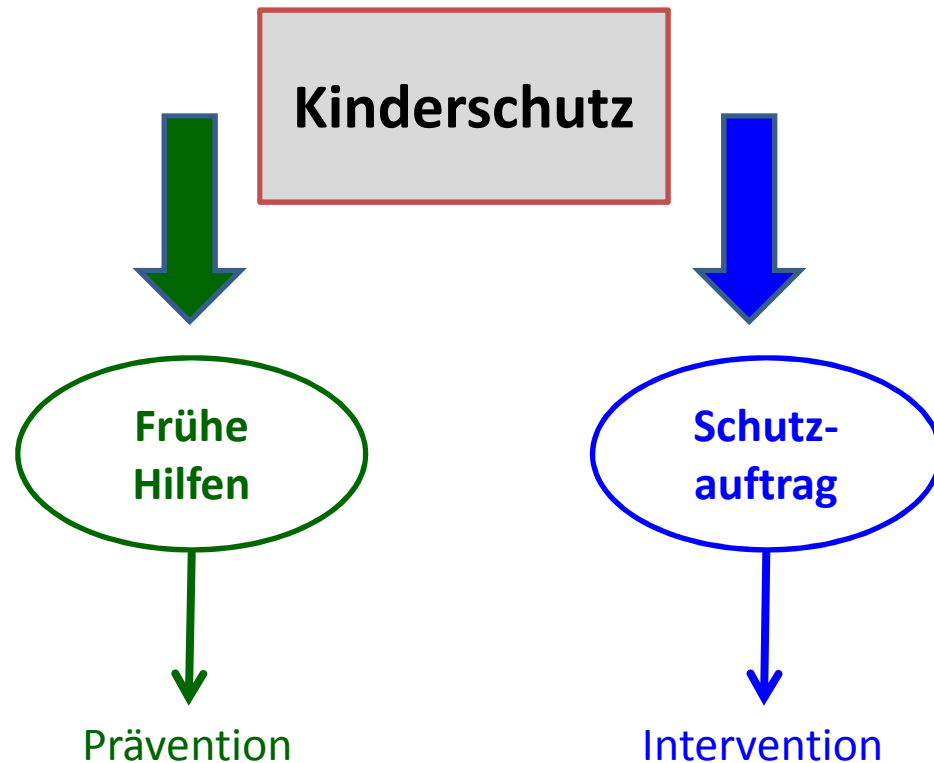 Kinderschutz
Frühe
Hilfen
Schutz-
auftrag
Prävention
Intervention